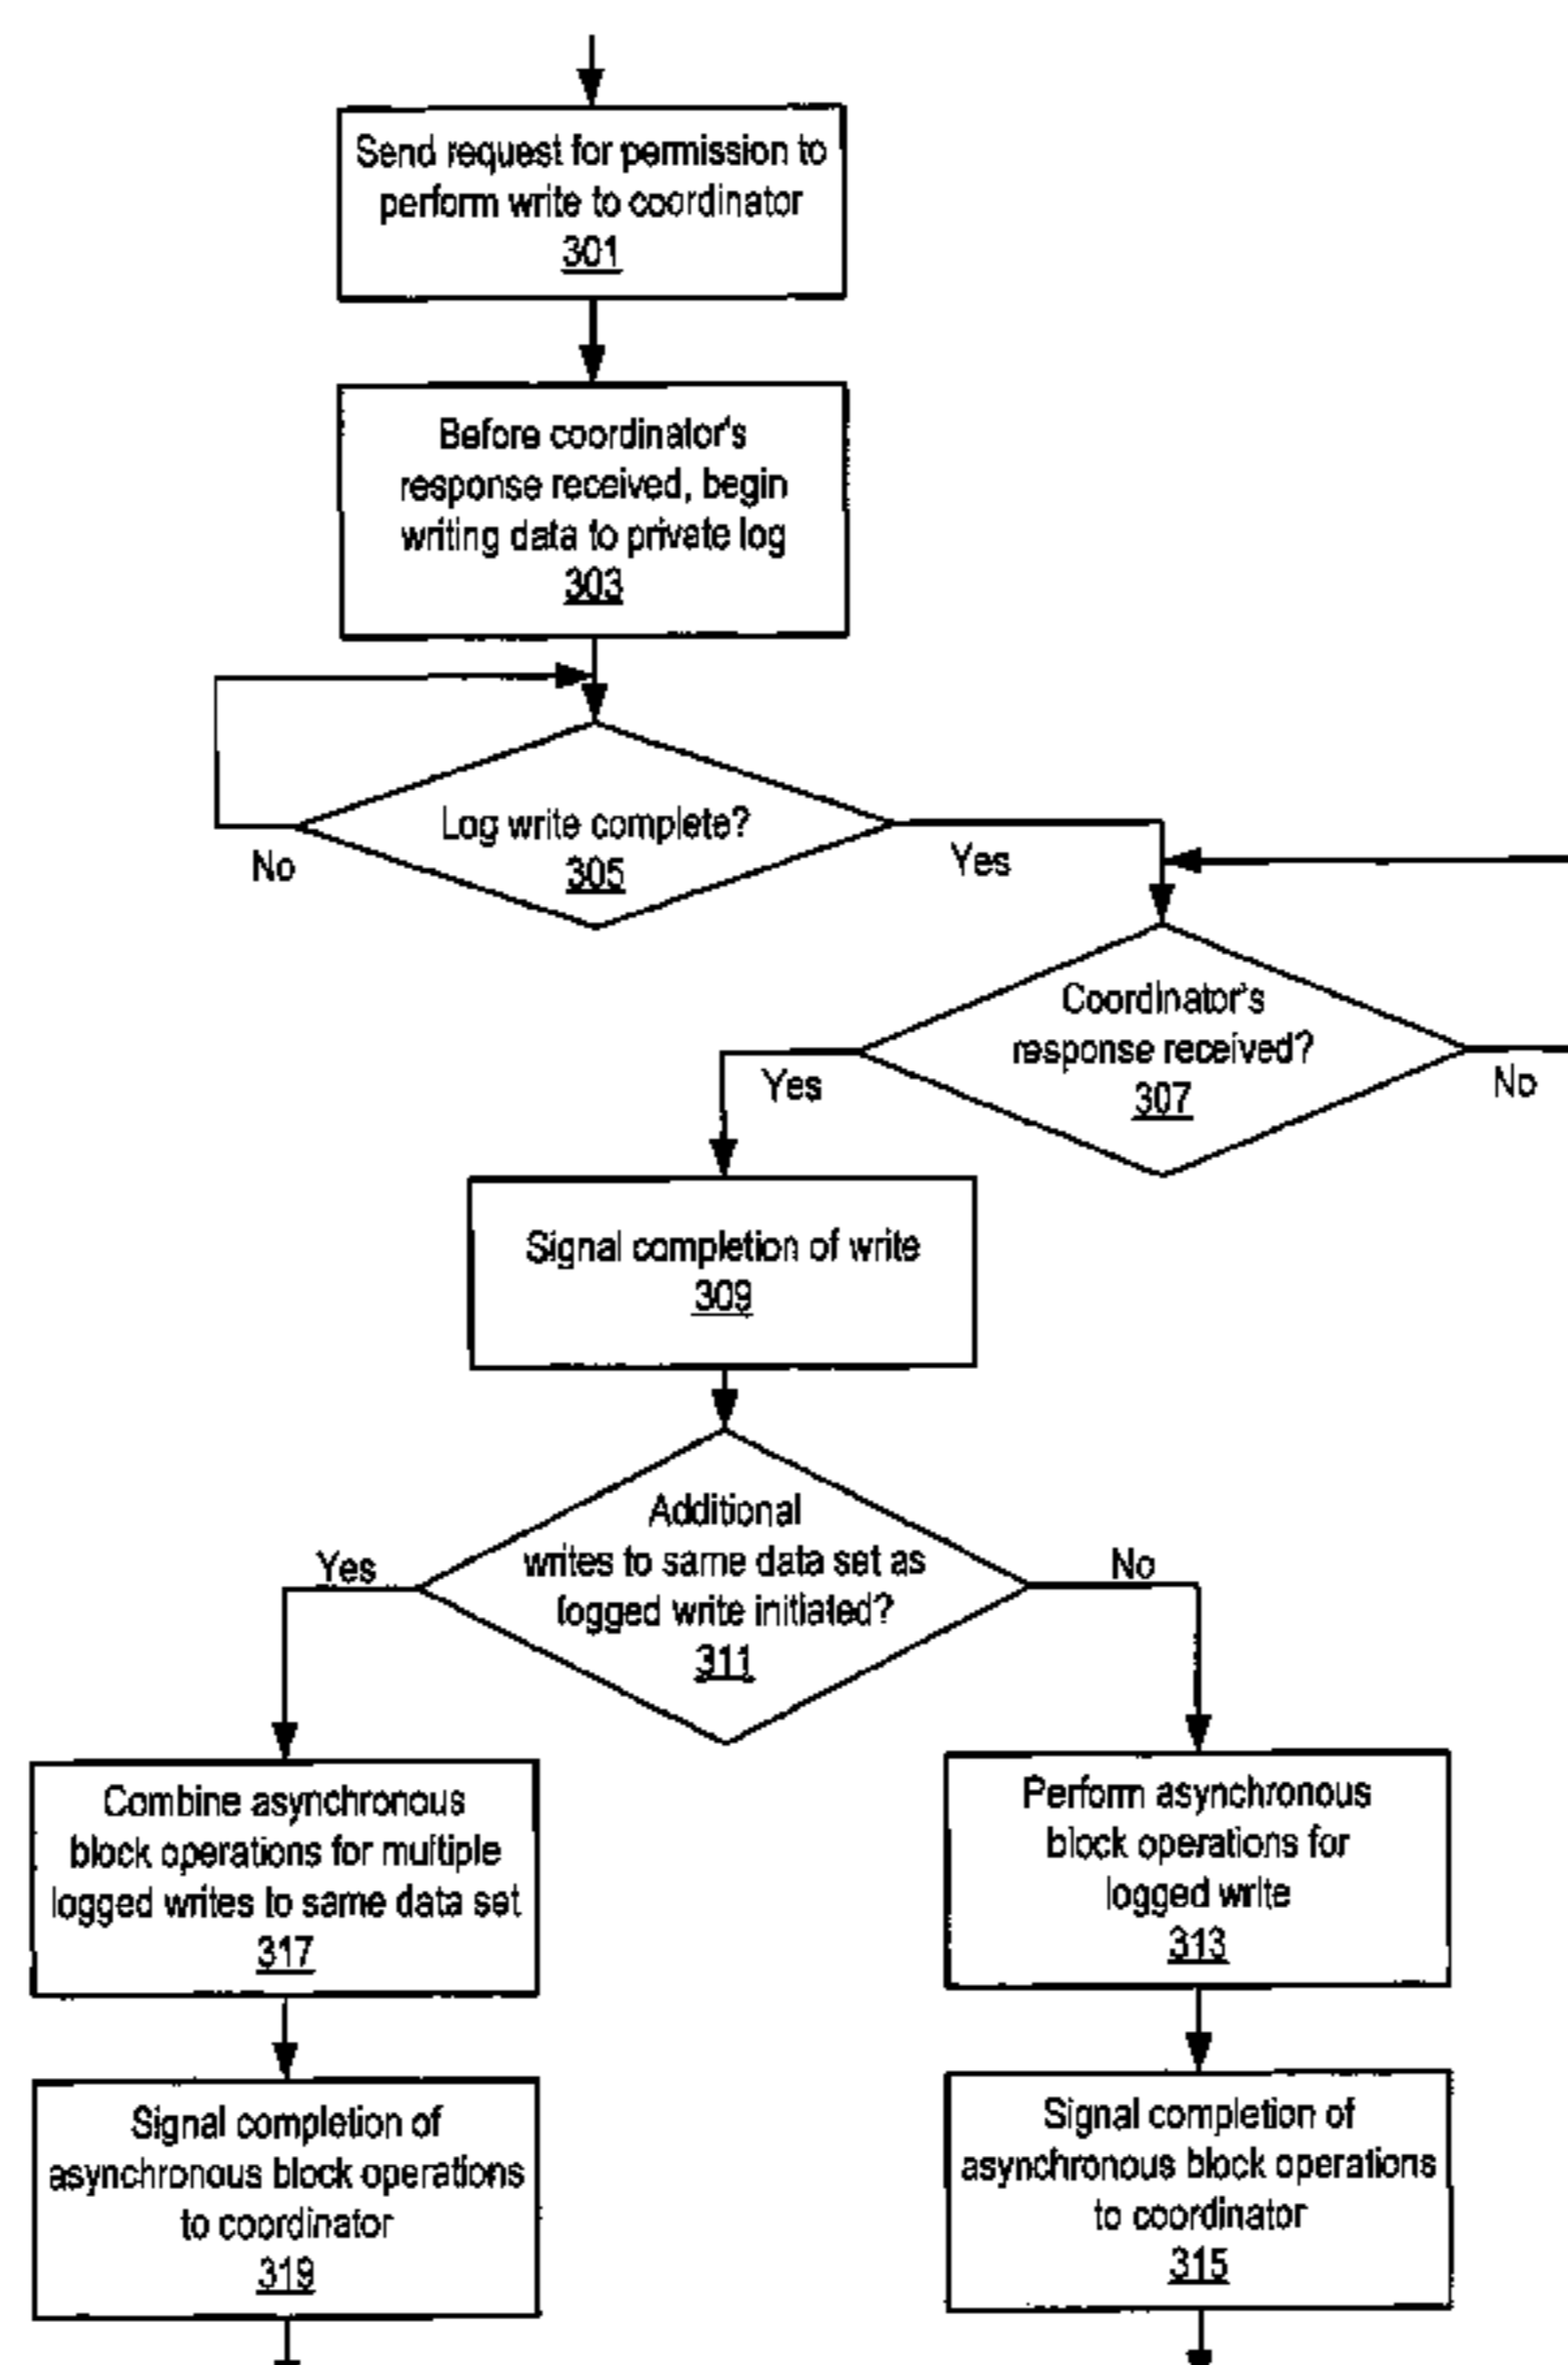 Send request for permission to
perform write to coordinator
301
Before coordinator's
response received, begin
writing data to private log
303
Log write complete?
305
No
Yes
Coordinator's
response received?
307
Yes
No
Signal completion of write
309
Additional
writes to same data set as
logged write initiated?
311
Yes
No
Combine asynchronous
block operations for multiple
logged writes to same data set
317
Perform asynchronous
block operations for
logged write
313
Signal completion of
asynchronous block operations
to coordinator
319
Signal completion of
asynchronous block operations
to coordinator
315